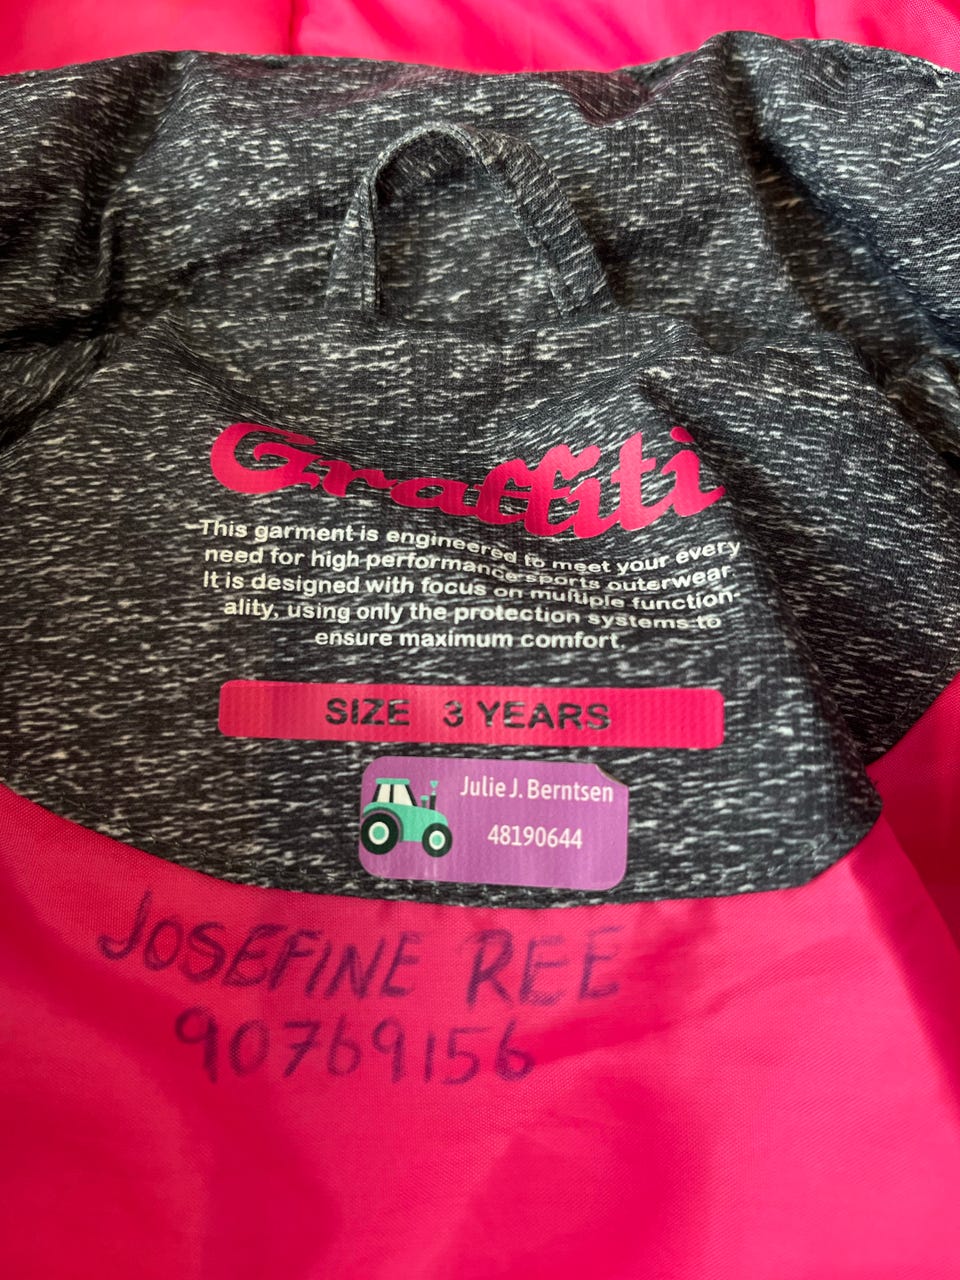 Graffiti
This garment is engineered to meet your every
need for high performance sports outerwear.
It is designed with focus on multiple function-
ality, using only the protection systems to
ensure maximum comfort.
SIZE 3 YEARS
Julie J. Berntsen
48190644
JOSEFINE REE
90769156